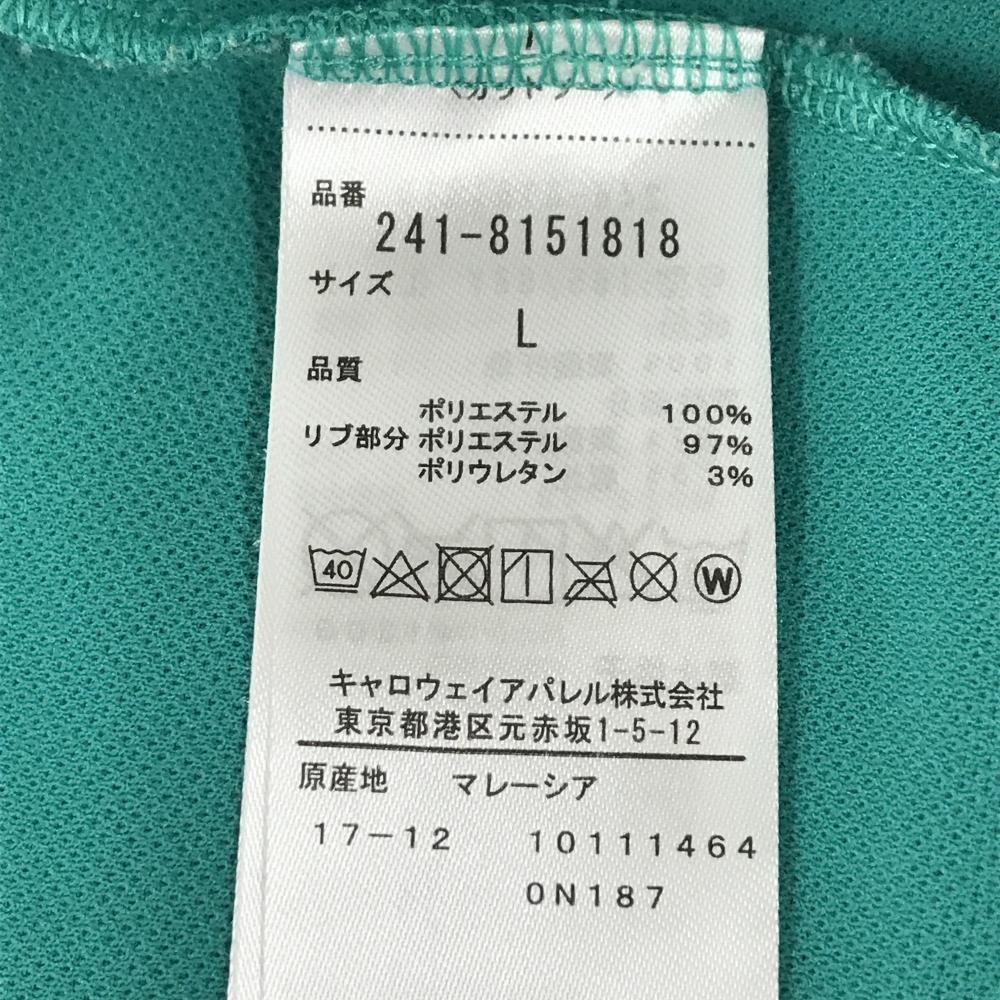 品番
241-8151818
サイズ
L
品質
ポリエステル 100%
リブ部分 ポリエステル 97%
ポリウレタン 3%
40 W
キャロウェイアパレル株式会社
東京都港区元赤坂1-5-12
原産地 マレーシア
17-12 10111464
0N187